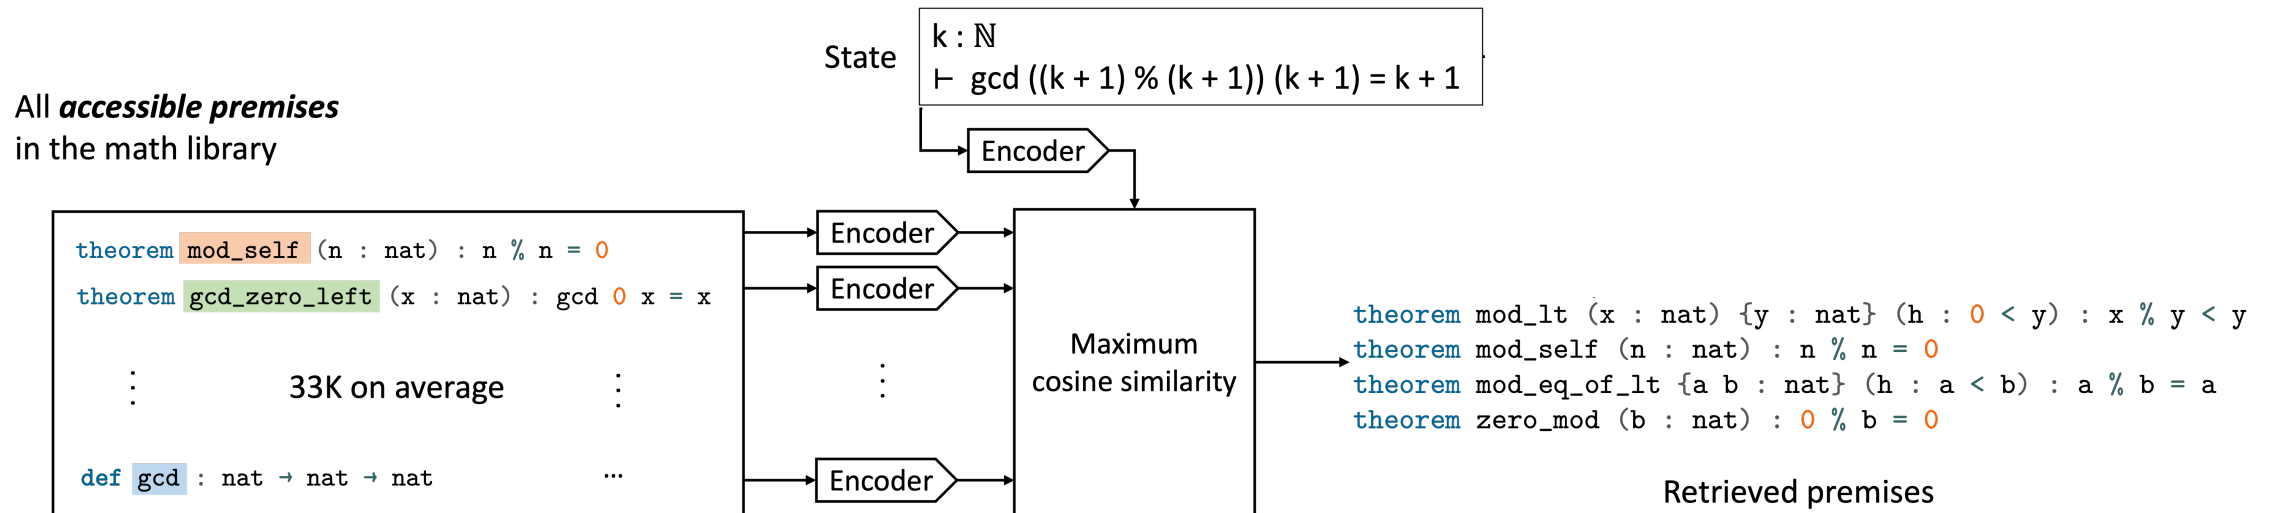 State
k : ℕ
⊢ gcd ((k + 1) % (k + 1)) (k + 1) = k + 1
All accessible premises
in the math library
Encoder
theorem mod_self (n : nat) : n % n = 0
theorem gcd_zero_left (x : nat) : gcd 0 x = x
⋮ 33K on average ⋮
def gcd : nat → nat → nat ...
Encoder
Encoder
⋮
Encoder
Maximum
cosine similarity
theorem mod_lt (x : nat) {y : nat} (h : 0 < y) : x % y < y
theorem mod_self (n : nat) : n % n = 0
theorem mod_eq_of_lt {a b : nat} (h : a < b) : a % b = a
theorem zero_mod (b : nat) : 0 % b = 0
Retrieved premises